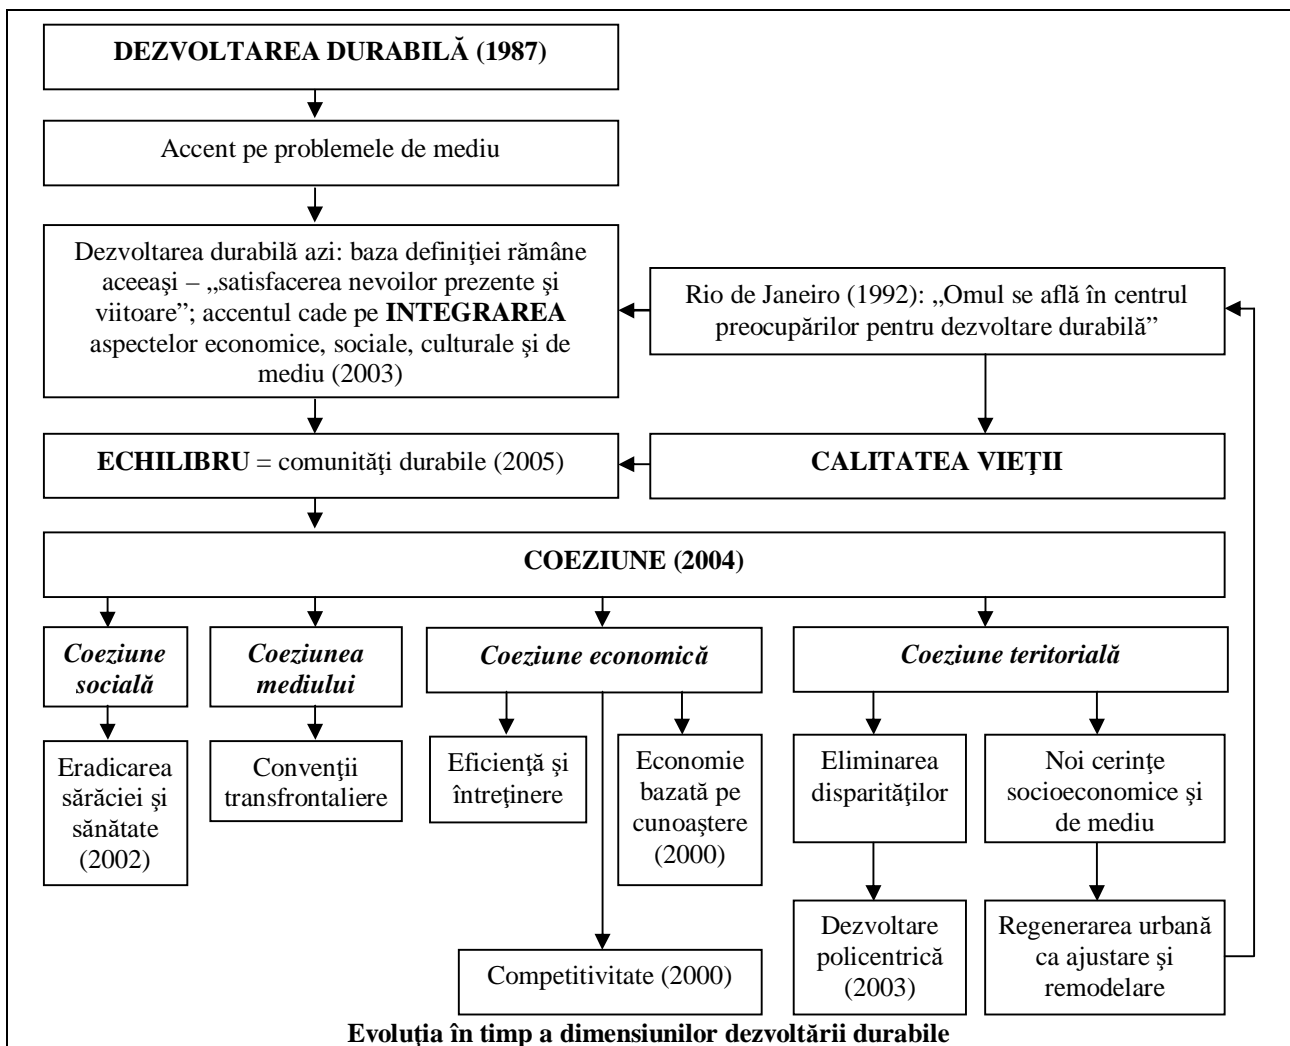 DEZVOLTAREA DURABILĂ (1987)
Accent pe problemele de mediu
Dezvoltarea durabilă azi: baza definiţiei rămâne
aceeaşi – „satisfacerea nevoilor prezente şi
viitoare”; accentul cade pe INTEGRAREA
aspectelor economice, sociale, culturale şi de
mediu (2003)
Rio de Janeiro (1992): „Omul se află în centrul
preocupărilor pentru dezvoltare durabilă”
ECHILIBRU = comunităţi durabile (2005)
CALITATEA VIEŢII
COEZIUNE (2004)
Coeziune
socială
Coeziunea
mediului
Coeziune economică
Coeziune teritorială
Eradicarea
sărăciei şi
sănătate
(2002)
Convenţii
transfrontaliere
Eficienţă şi
întreţinere
Economie
bazată pe
cunoaştere
(2000)
Eliminarea
disparităţilor
Noi cerinţe
socioeconomice şi
de mediu
Competitivitate (2000)
Dezvoltare
policentrică
(2003)
Regenerarea urbană
ca ajustare şi
remodelare
Evoluţia în timp a dimensiunilor dezvoltării durabile